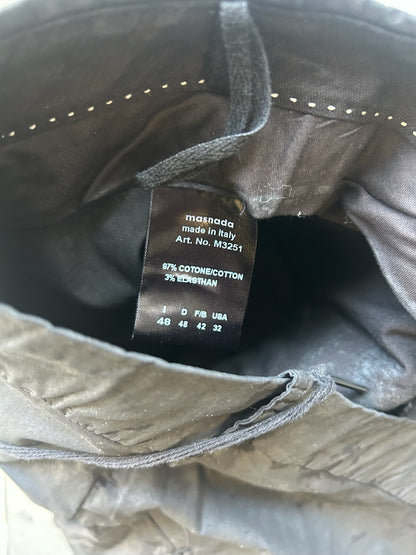 masnada
made in Italy
Art. No. M3251
97% COTONE/COTTON
3% ELASTHAN
I D F/B USA
48 48 42 32